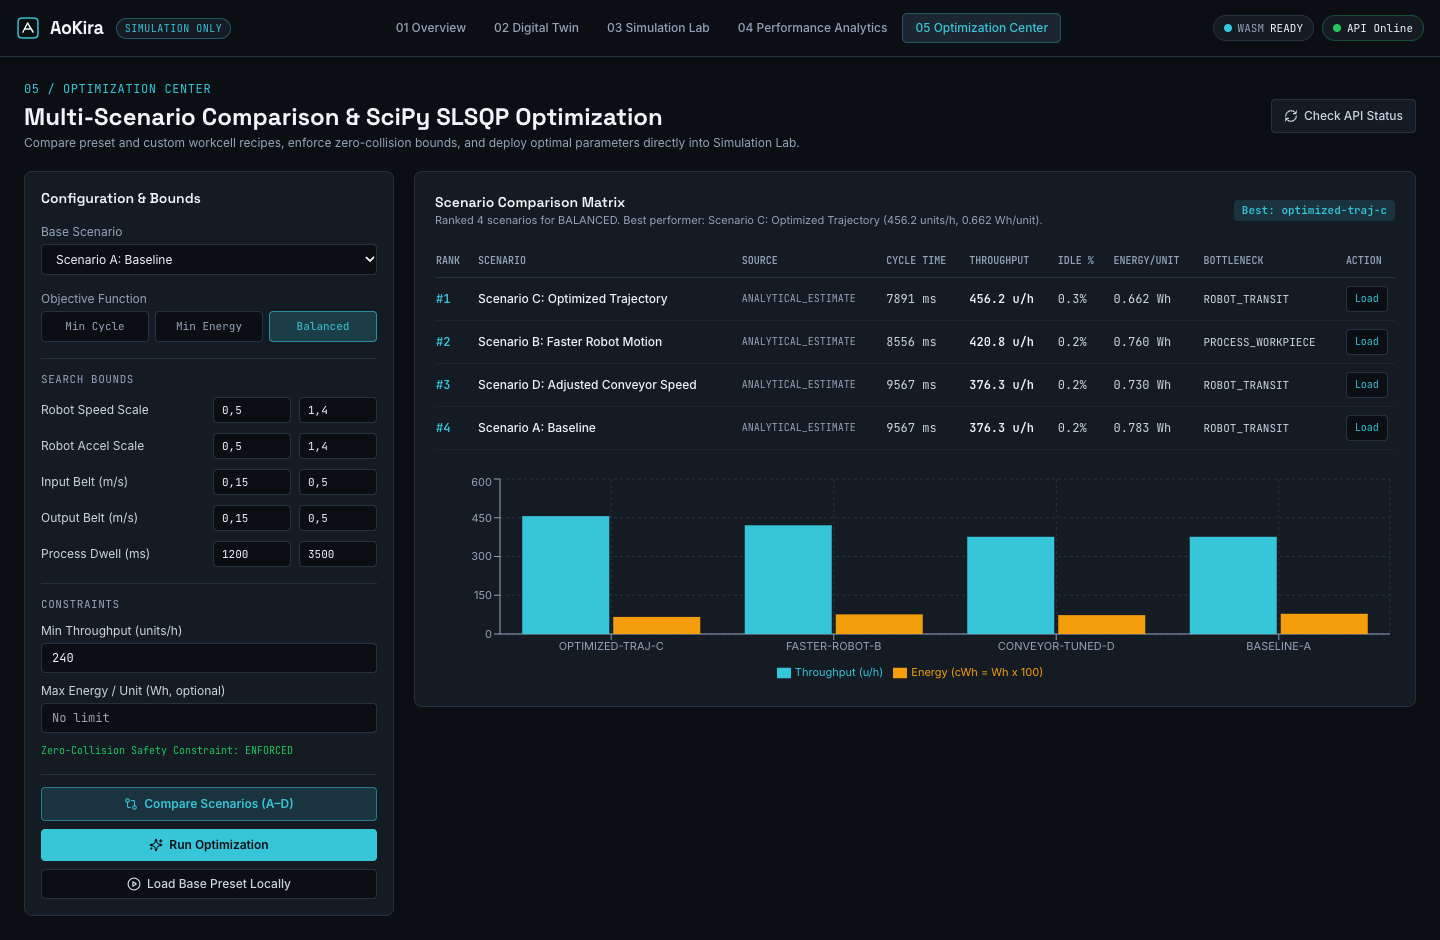 AoKira
SIMULATION ONLY
01 Overview
02 Digital Twin
03 Simulation Lab
04 Performance Analytics
05 Optimization Center
WASM READY
API Online
05 / OPTIMIZATION CENTER
Multi-Scenario Comparison & SciPy SLSQP Optimization
Compare preset and custom workcell recipes, enforce zero-collision bounds, and deploy optimal parameters directly into Simulation Lab.
Check API Status
Configuration & Bounds
Base Scenario
Scenario A: Baseline
Objective Function
Min Cycle
Min Energy
Balanced
SEARCH BOUNDS
Robot Speed Scale 0,5 1,4
Robot Accel Scale 0,5 1,4
Input Belt (m/s) 0,15 0,5
Output Belt (m/s) 0,15 0,5
Process Dwell (ms) 1200 3500
CONSTRAINTS
Min Throughput (units/h)
240
Max Energy / Unit (Wh, optional)
No limit
Zero-Collision Safety Constraint: ENFORCED
Compare Scenarios (A–D)
Run Optimization
Load Base Preset Locally
Scenario Comparison Matrix
Ranked 4 scenarios for BALANCED. Best performer: Scenario C: Optimized Trajectory (456.2 units/h, 0.662 Wh/unit).
Best: optimized-traj-c
RANK SCENARIO SOURCE CYCLE TIME THROUGHPUT IDLE % ENERGY/UNIT BOTTLENECK ACTION
#1 Scenario C: Optimized Trajectory ANALYTICAL_ESTIMATE 7891 ms 456.2 u/h 0.3% 0.662 Wh ROBOT_TRANSIT Load
#2 Scenario B: Faster Robot Motion ANALYTICAL_ESTIMATE 8556 ms 420.8 u/h 0.2% 0.760 Wh PROCESS_WORKPIECE Load
#3 Scenario D: Adjusted Conveyor Speed ANALYTICAL_ESTIMATE 9567 ms 376.3 u/h 0.2% 0.730 Wh ROBOT_TRANSIT Load
#4 Scenario A: Baseline ANALYTICAL_ESTIMATE 9567 ms 376.3 u/h 0.2% 0.783 Wh ROBOT_TRANSIT Load
600
450
300
150
0
OPTIMIZED-TRAJ-C FASTER-ROBOT-B CONVEYOR-TUNED-D BASELINE-A
Throughput (u/h) Energy (cWh = Wh x 100)